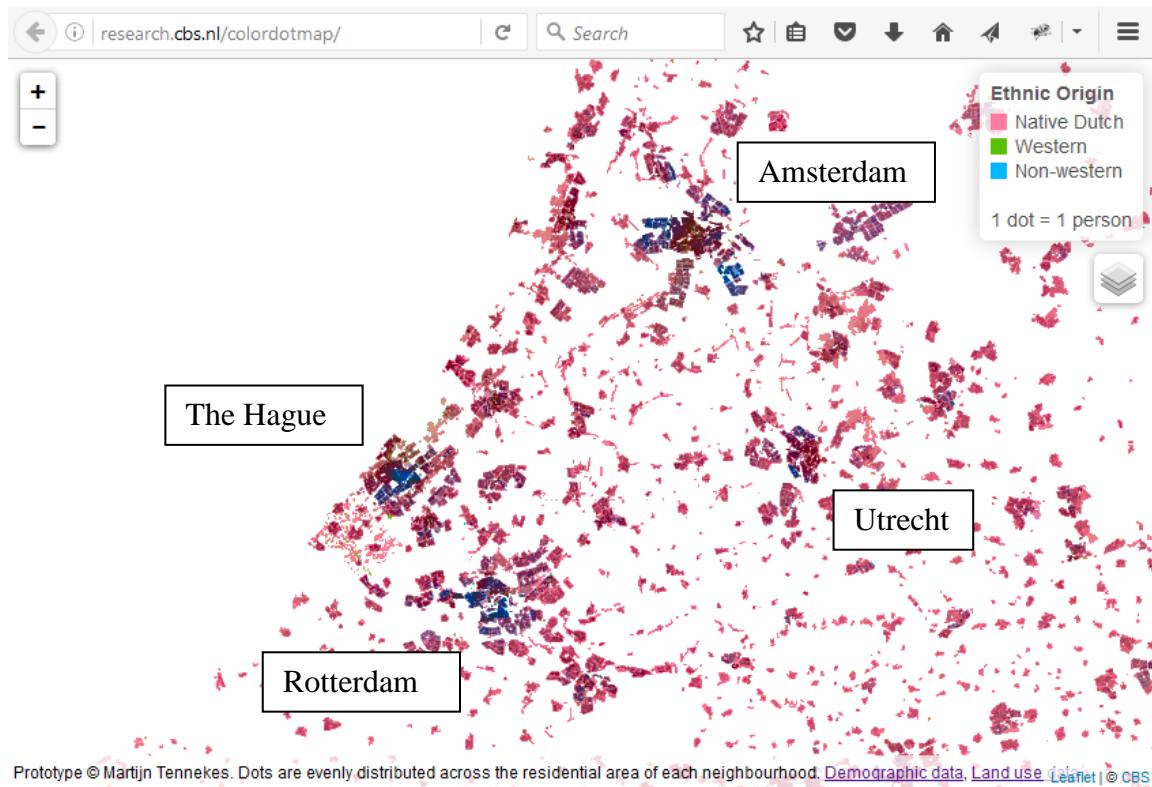 research.cbs.nl/colordotmap/
Search
+
−
Ethnic Origin
Native Dutch
Western
Non-western
1 dot = 1 person
Amsterdam
The Hague
Utrecht
Rotterdam
Prototype © Martijn Tennekes. Dots are evenly distributed across the residential area of each neighbourhood. Demographic data, Land use data
Leaflet | © CBS